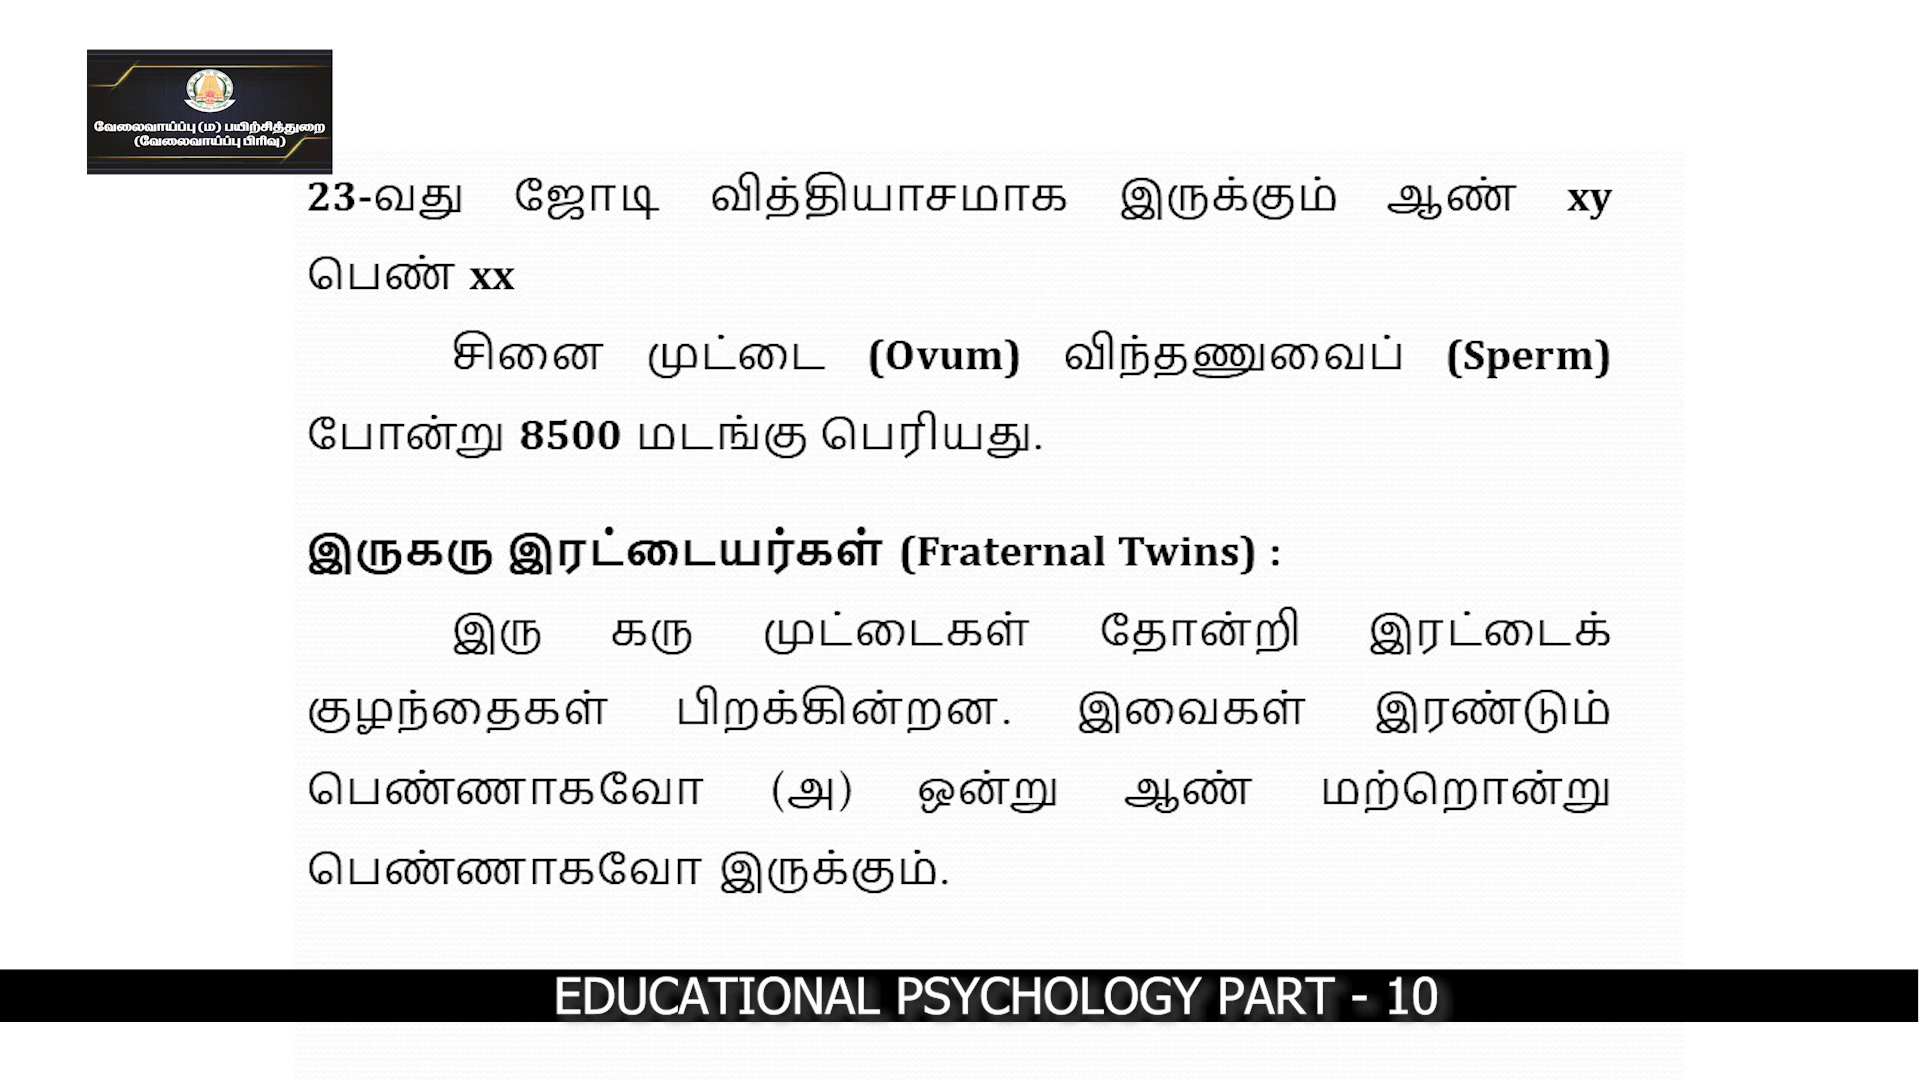 வேலைவாய்ப்பு (ம) பயிற்சித்துறை
(வேலைவாய்ப்பு பிரிவு)
23-வது ஜோடி வித்தியாசமாக இருக்கும் ஆண் xy
பெண் xx
சினை முட்டை (Ovum) விந்தணுவைப் (Sperm)
போன்று 8500 மடங்கு பெரியது.
இருகரு இரட்டையர்கள் (Fraternal Twins) :
இரு கரு முட்டைகள் தோன்றி இரட்டைக்
குழந்தைகள் பிறக்கின்றன. இவைகள் இரண்டும்
பெண்ணாகவோ (அ) ஒன்று ஆண் மற்றொன்று
பெண்ணாகவோ இருக்கும்.
EDUCATIONAL PSYCHOLOGY PART - 10